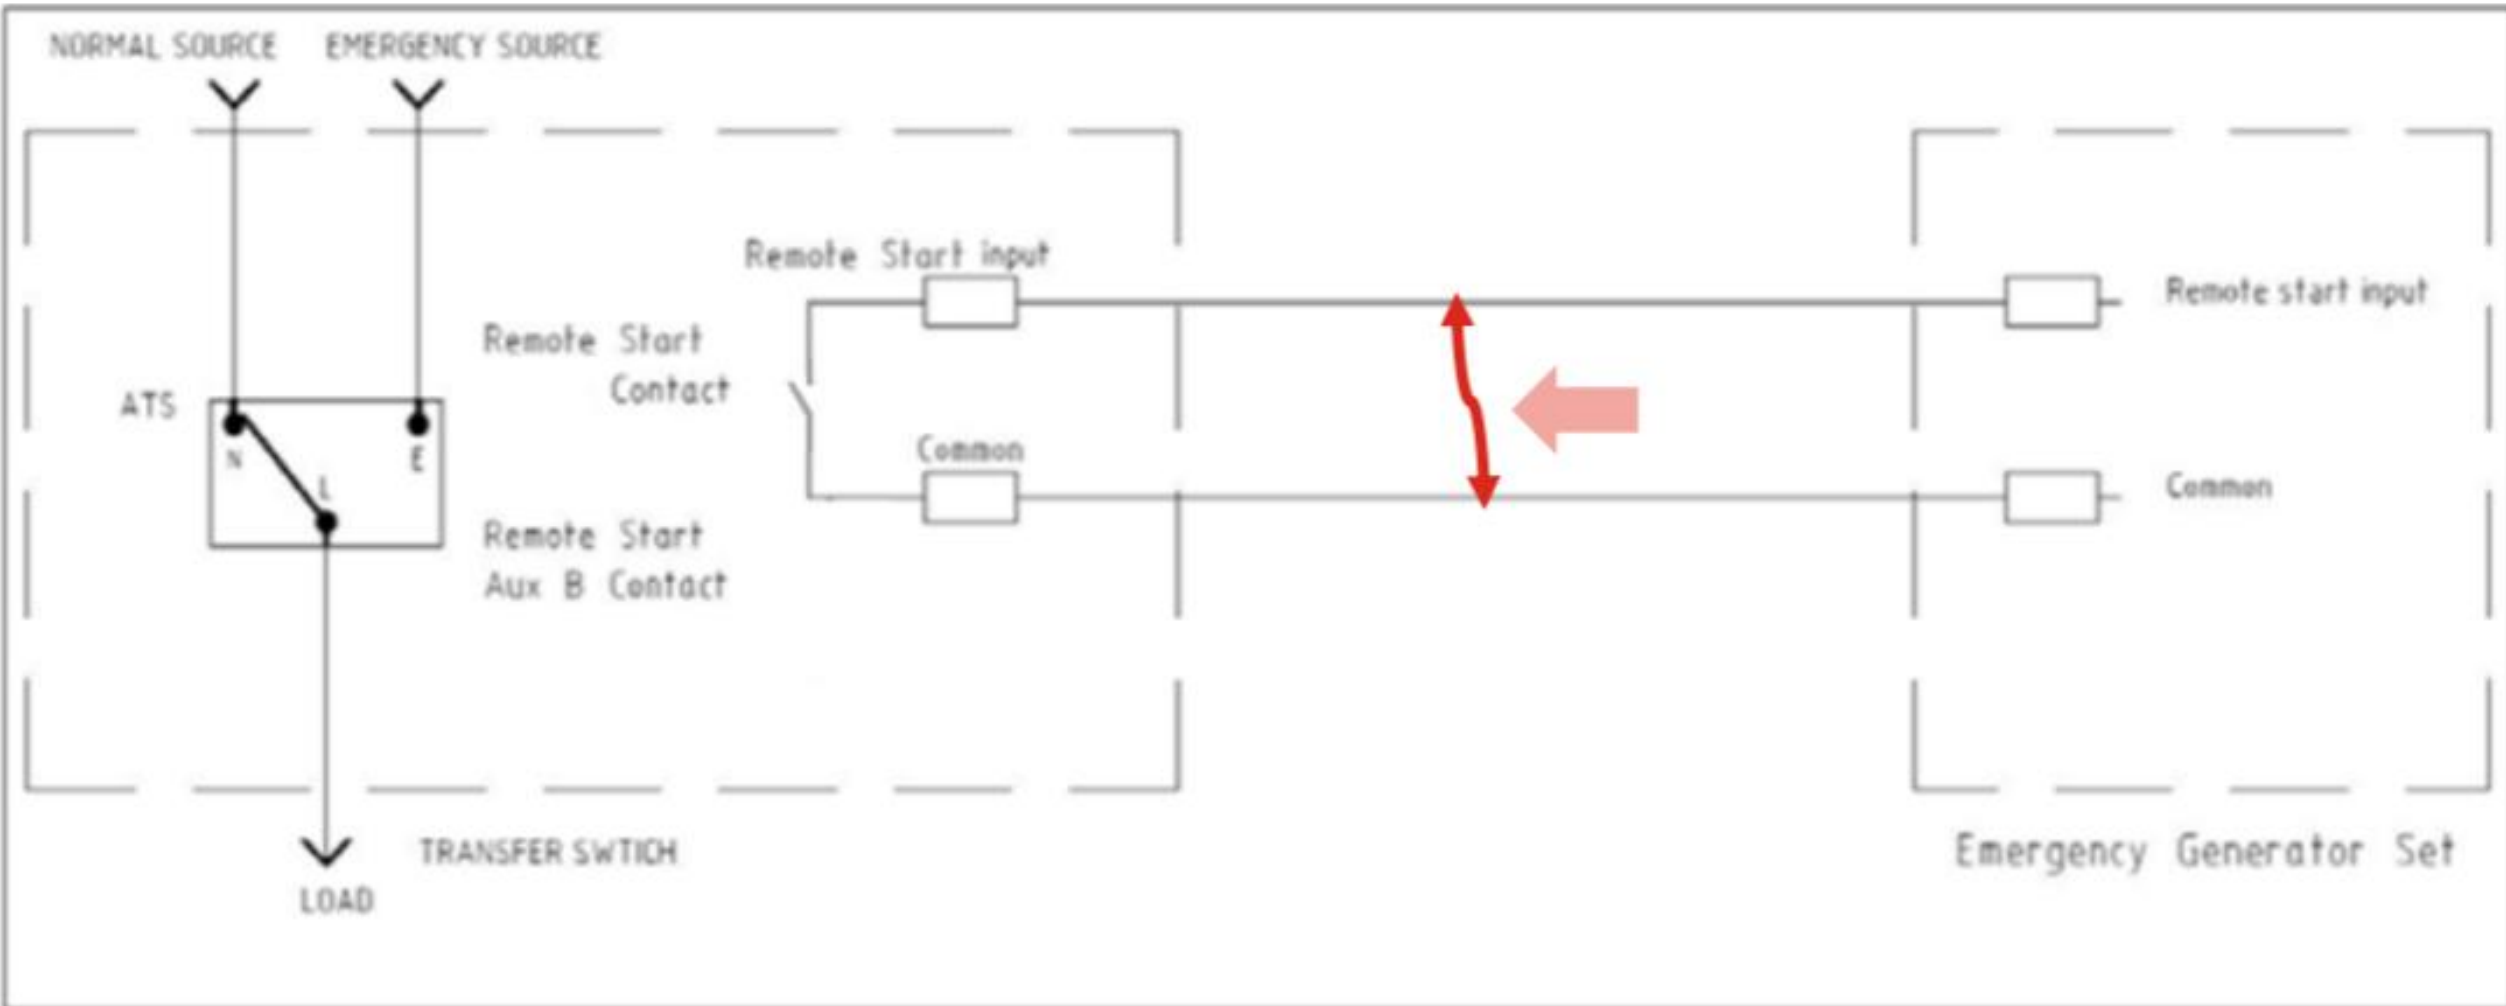 NORMAL SOURCE EMERGENCY SOURCE
Remote Start input
Remote start input
Remote Start
Contact
ATS
N
E
L
Common
Common
Remote Start
Aux B Contact
TRANSFER SWTICH
Emergency Generator Set
LOAD